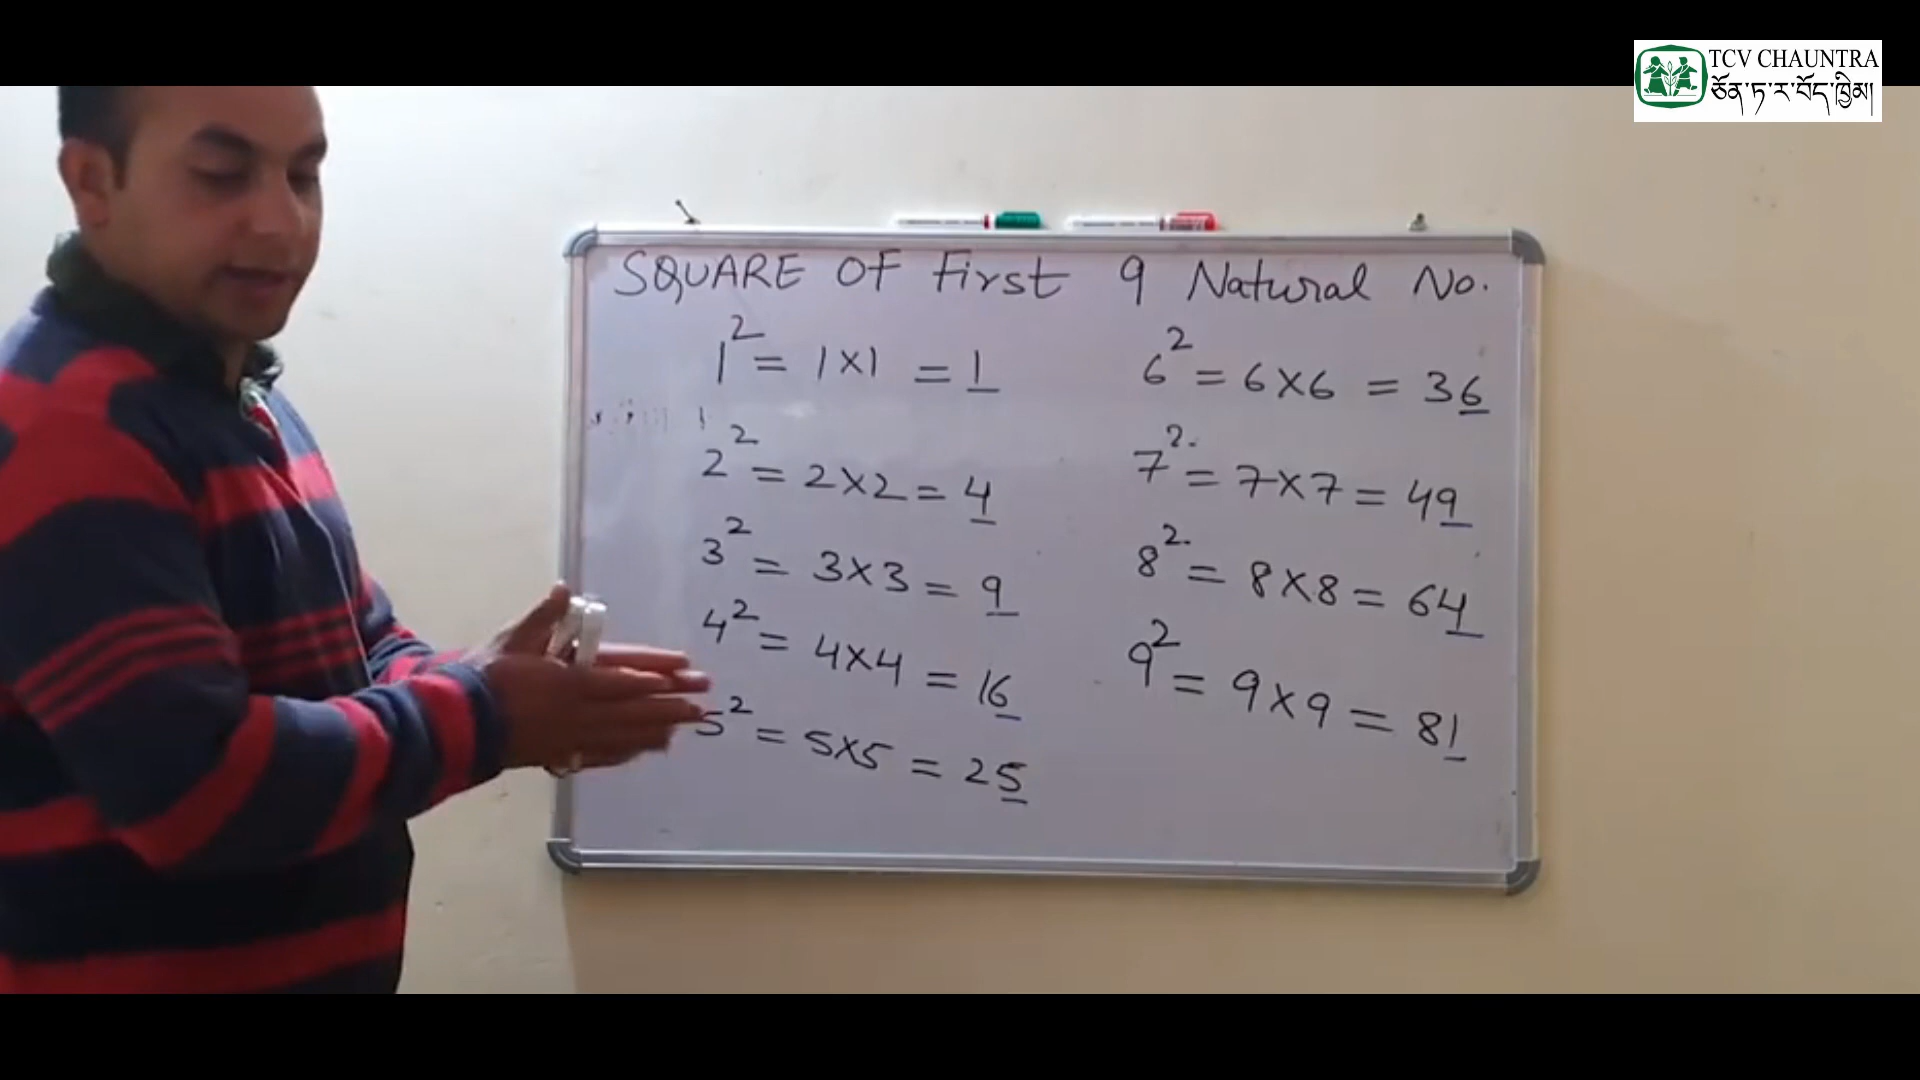 TCV CHAUNTRA
ཅོན་ཏ་ར་བོད་ཁྱིམ།
SQUARE OF First 9 Natural No.
1² = 1×1 = 1
2² = 2×2 = 4
3² = 3×3 = 9
4² = 4×4 = 16
5² = 5×5 = 25
6² = 6×6 = 36
7² = 7×7 = 49
8² = 8×8 = 64
9² = 9×9 = 81